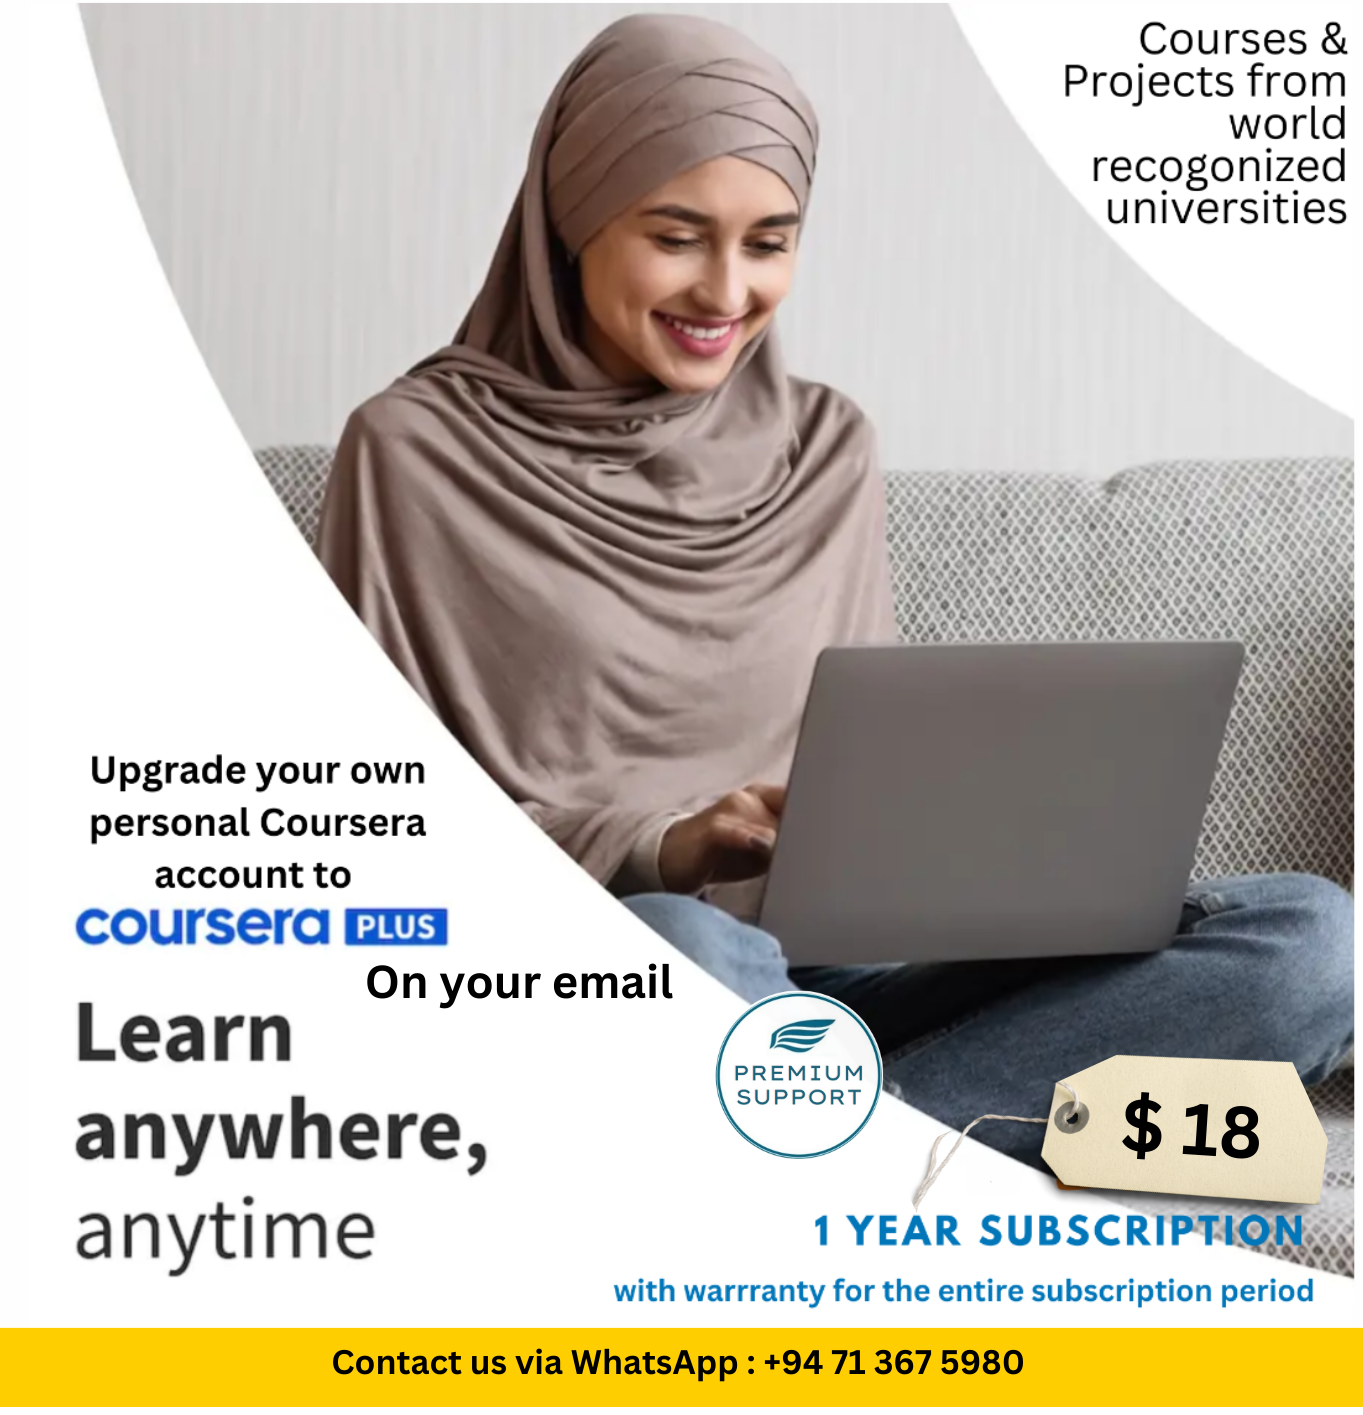 Courses &
Projects from
world
recogonized
universities
Upgrade your own
personal Coursera
account to
coursera PLUS
On your email
Learn
anywhere,
anytime
PREMIUM
SUPPORT
$ 18
1 YEAR SUBSCRIPTION
with warrranty for the entire subscription period
Contact us via WhatsApp : +94 71 367 5980